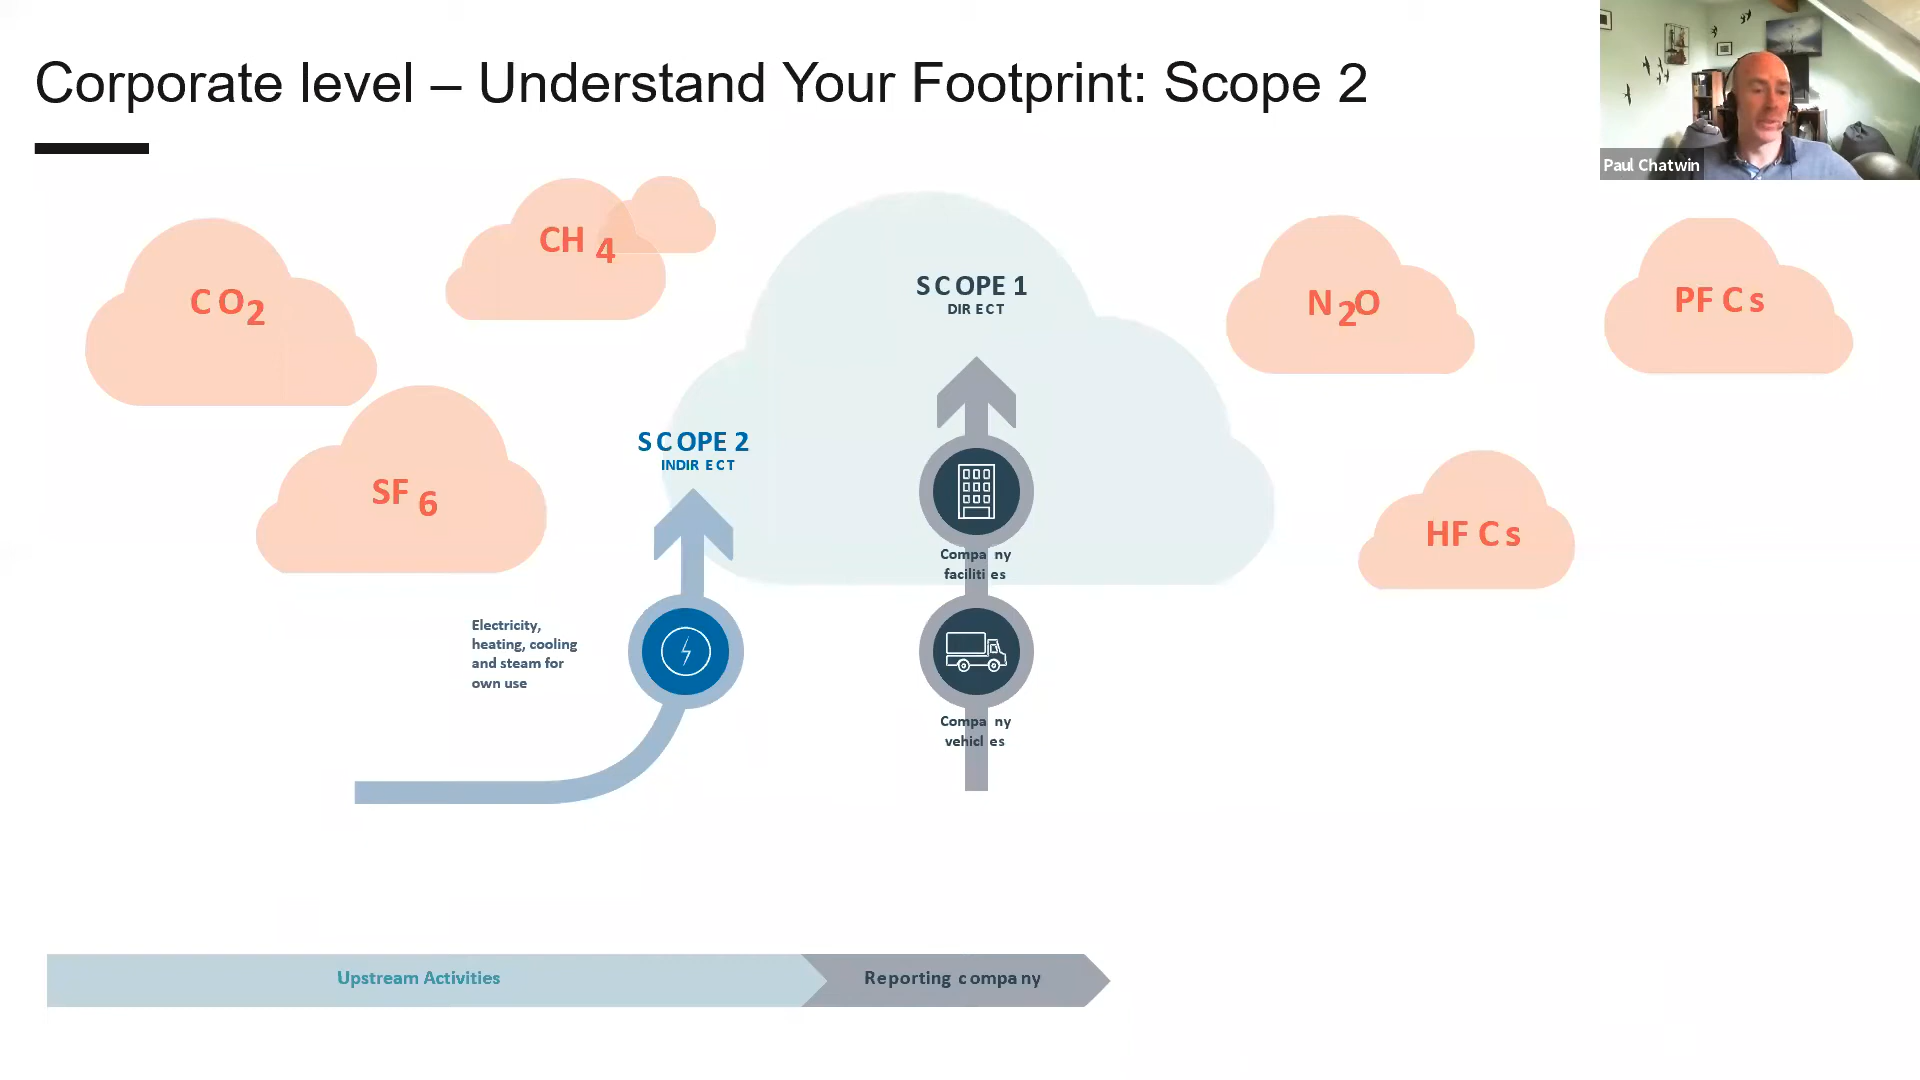 Corporate level – Understand Your Footprint: Scope 2
Paul Chatwin
CH4
CO2
SCOPE 1
DIRECT
N2O
PFCs
SCOPE 2
INDIRECT
SF6
HFCs
Company
facilities
Electricity,
heating, cooling
and steam for
own use
Company
vehicles
Upstream Activities
Reporting company